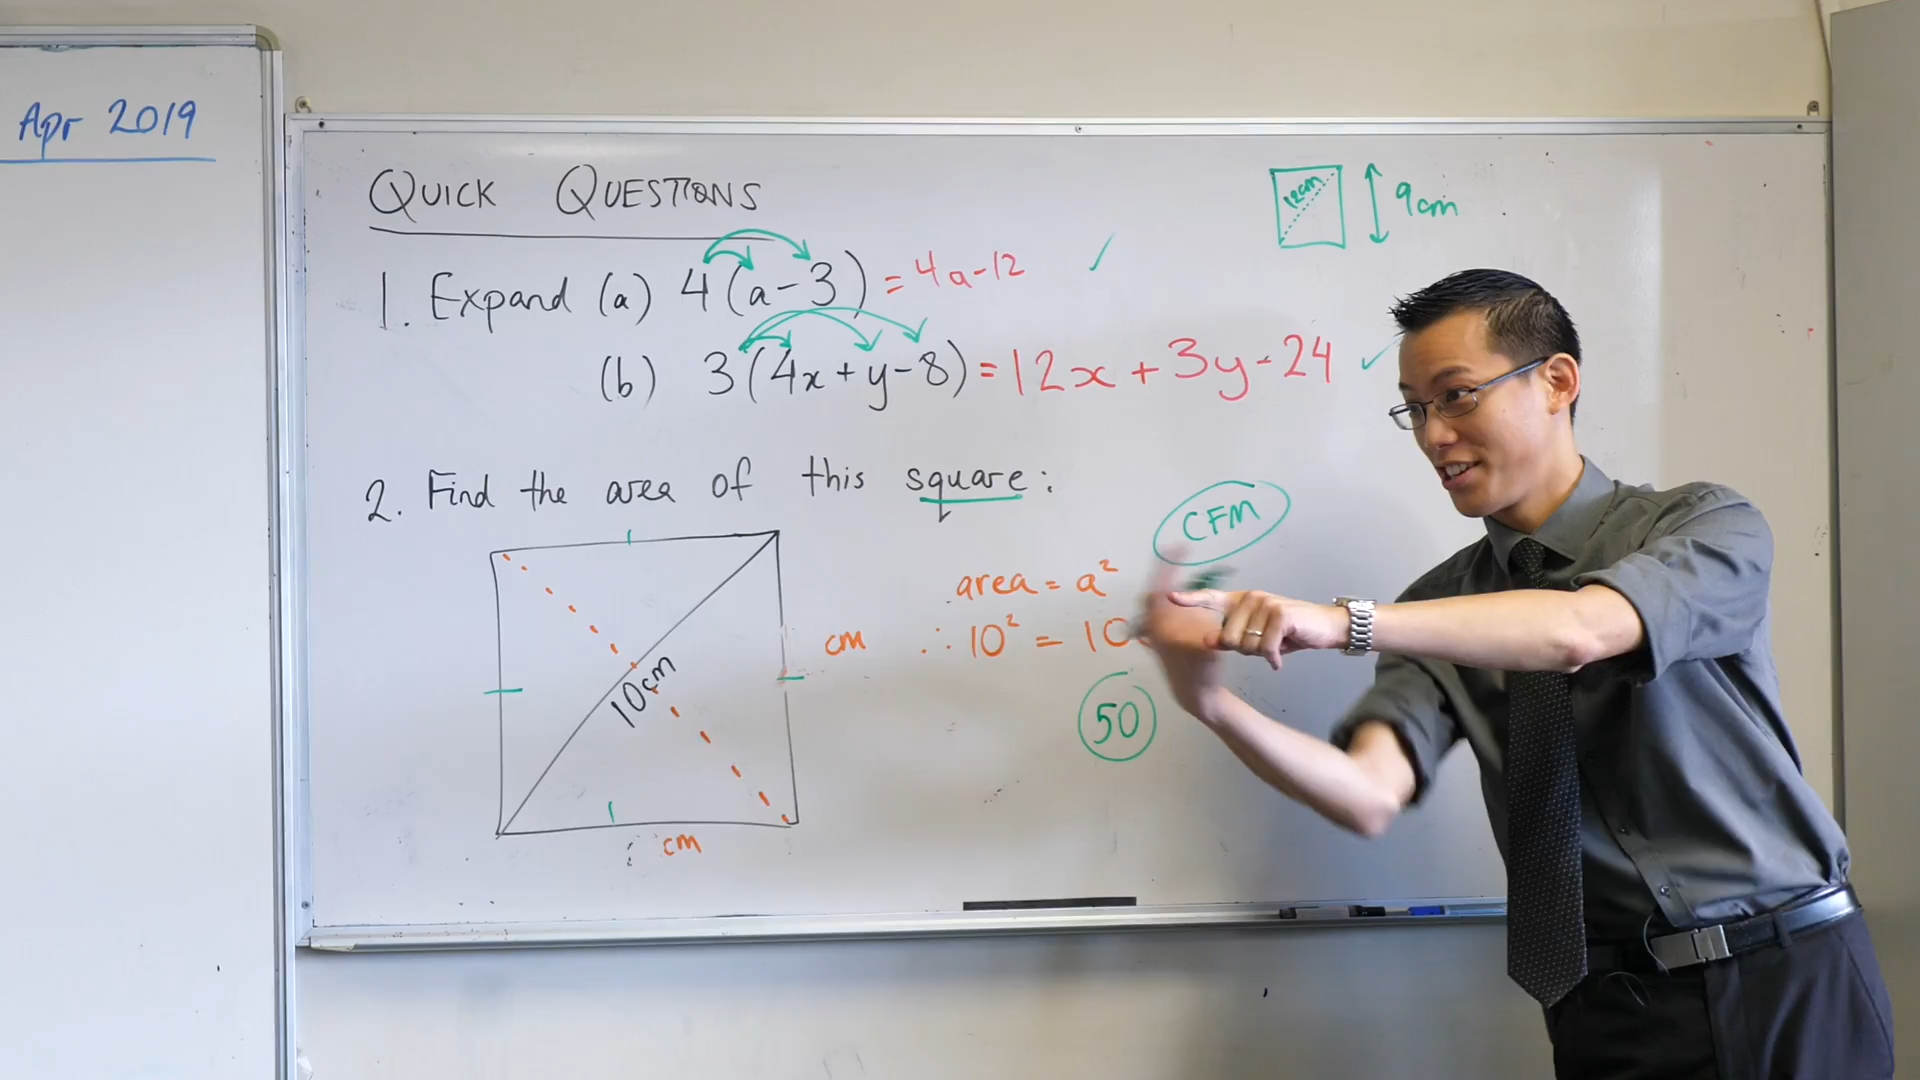 Apr 2019
QUICK QUESTIONS
12cm
9cm
1. Expand (a) 4(a-3) = 4a-12 ✓
(b) 3(4x+y-8) = 12x+3y-24 ✓
2. Find the area of this square:
CFM
area = a²
10cm
cm
∴ 10² = 10
50
cm